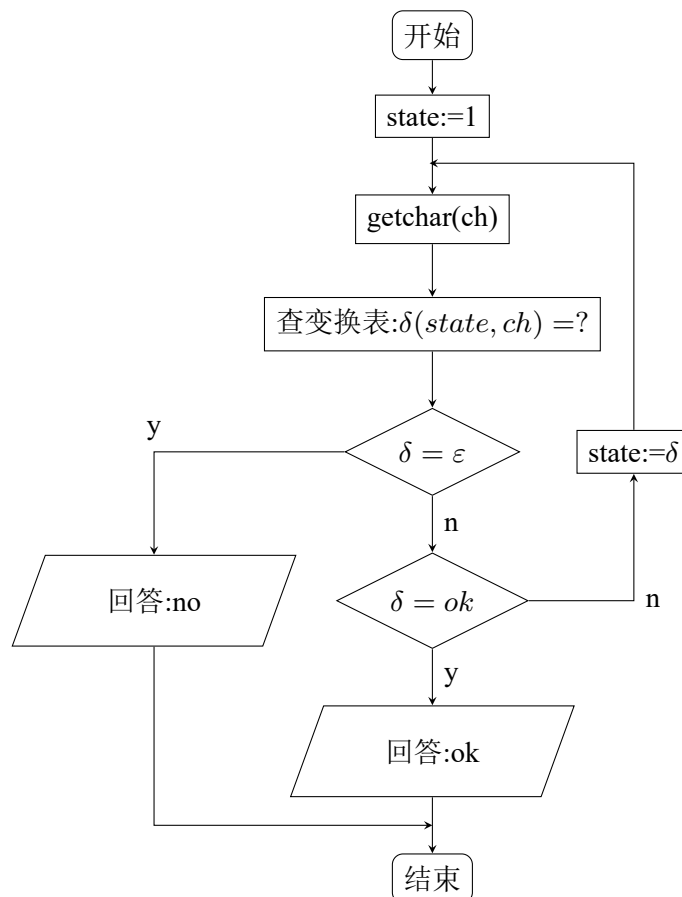 开始
state:=1
getchar(ch)
查变换表:δ(state, ch) =?
y
δ = ε
state:=δ
n
回答:no
δ = ok
n
y
回答:ok
结束